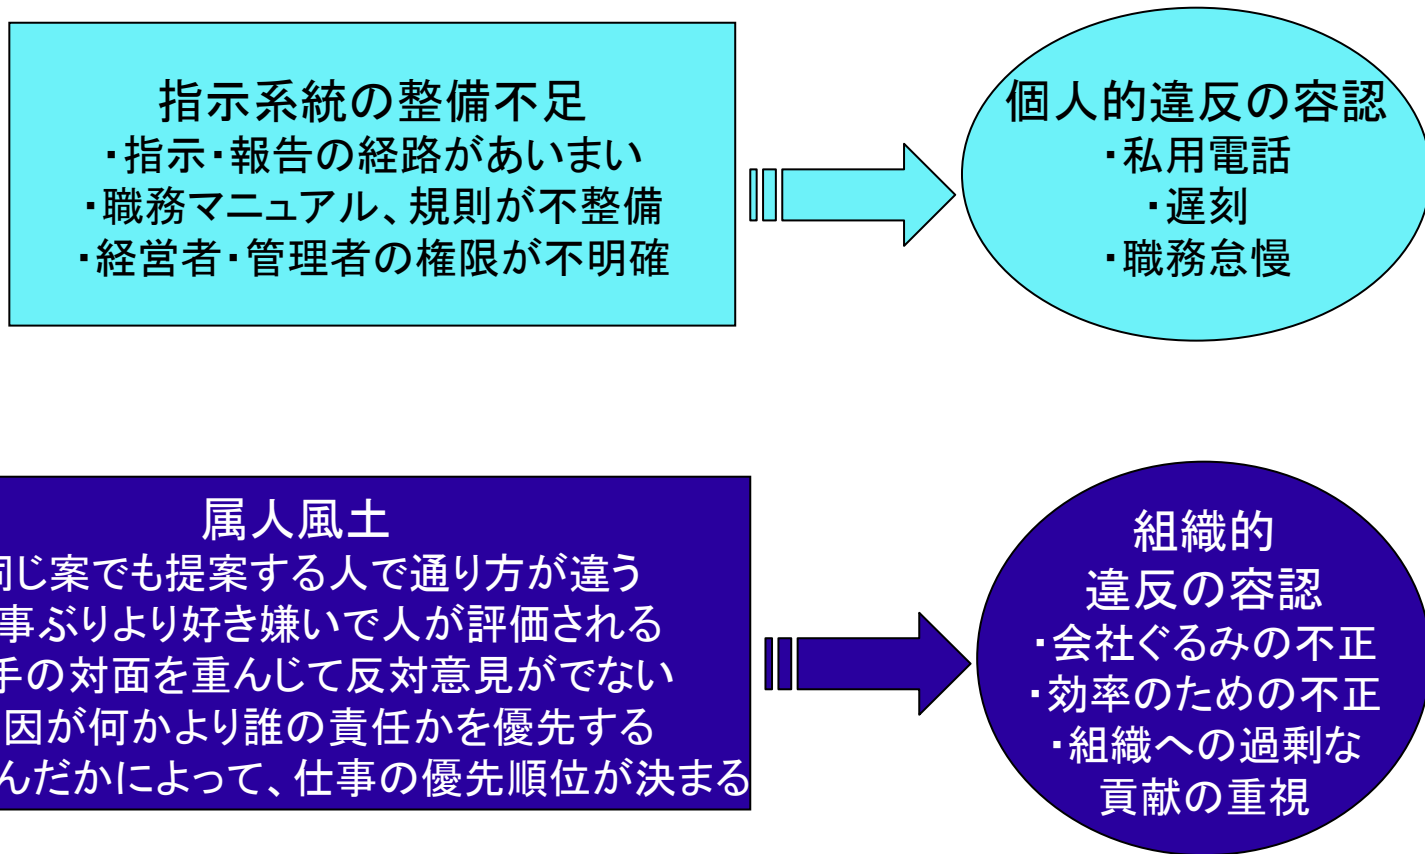 指示系統の整備不足
・指示・報告の経路があいまい
・職務マニュアル、規則が不整備
・経営者・管理者の権限が不明確
個人的違反の容認
・私用電話
・遅刻
・職務怠慢
属人風土
同じ案でも提案する人で通り方が違う
事ぶりより好き嫌いで人が評価される
手の対面を重んじて反対意見がでない
因が何かより誰の責任かを優先する
んだかによって、仕事の優先順位が決まる
組織的
違反の容認
・会社ぐるみの不正
・効率のための不正
・組織への過剰な
貢献の重視